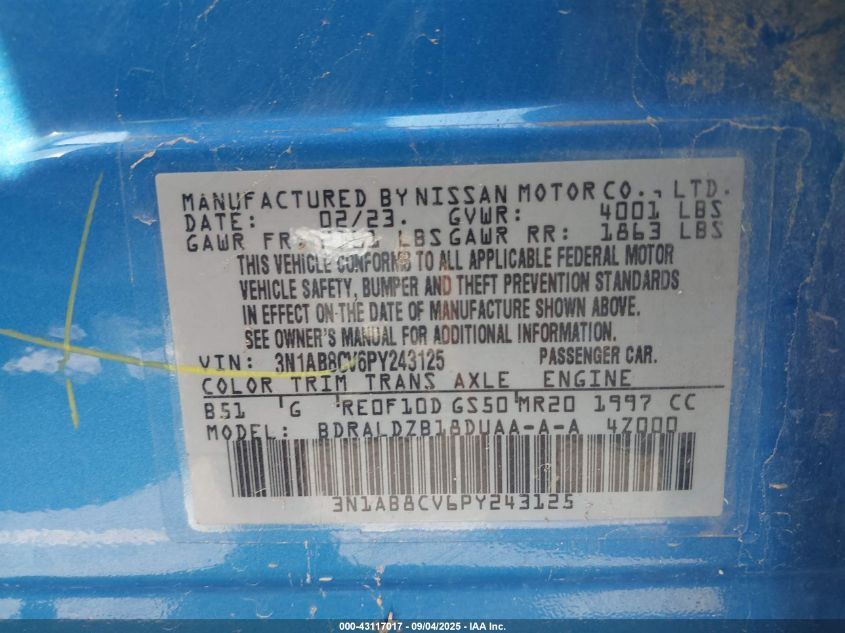 MANUFACTURED BY NISSAN MOTOR CO., LTD.
DATE: 02/23. GVWR: 4001 LBS
GAWR FR: LBS GAWR RR: 1863 LBS
THIS VEHICLE CONFORMS TO ALL APPLICABLE FEDERAL MOTOR
VEHICLE SAFETY, BUMPER AND THEFT PREVENTION STANDARDS
IN EFFECT ON THE DATE OF MANUFACTURE SHOWN ABOVE.
SEE OWNER'S MANUAL FOR ADDITIONAL INFORMATION.
VIN: 3N1AB8CV6PY243125 PASSENGER CAR.
COLOR TRIM TRANS AXLE ENGINE
B51 G RE0F10D GS50 MR20 1997 CC
MODEL: BDRALDZB18DUAA-A-A 4Z000
3N1AB8CV6PY243125
000-43117017 - 09/04/2025 - IAA Inc.